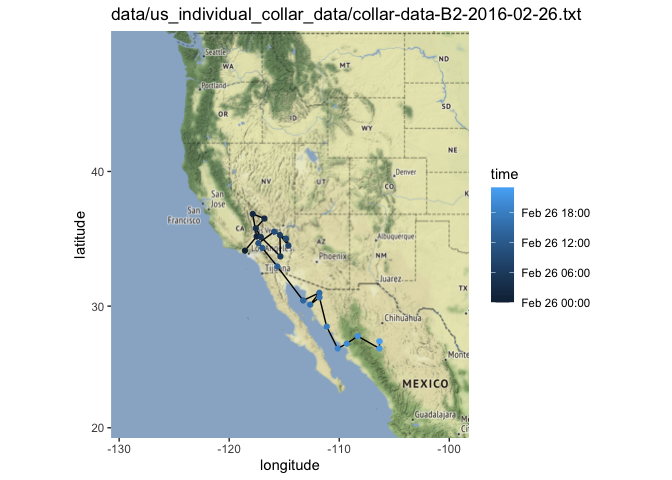 data/us_individual_collar_data/collar-data-B2-2016-02-26.txt
Seattle
WA
MT
ND
Portland
OR
ID
SD
WY
NE
40
NV
UT
Denver
CO
San
Francisco
San
Jose
CA
AZ
Albuquerque
NM
Phoenix
Tijuana
Juarez
TX
30
Chihuahua
Monte
MEXICO
Guadalajara
20
-130
-120
-110
-100
longitude
latitude
time
Feb 26 18:00
Feb 26 12:00
Feb 26 06:00
Feb 26 00:00